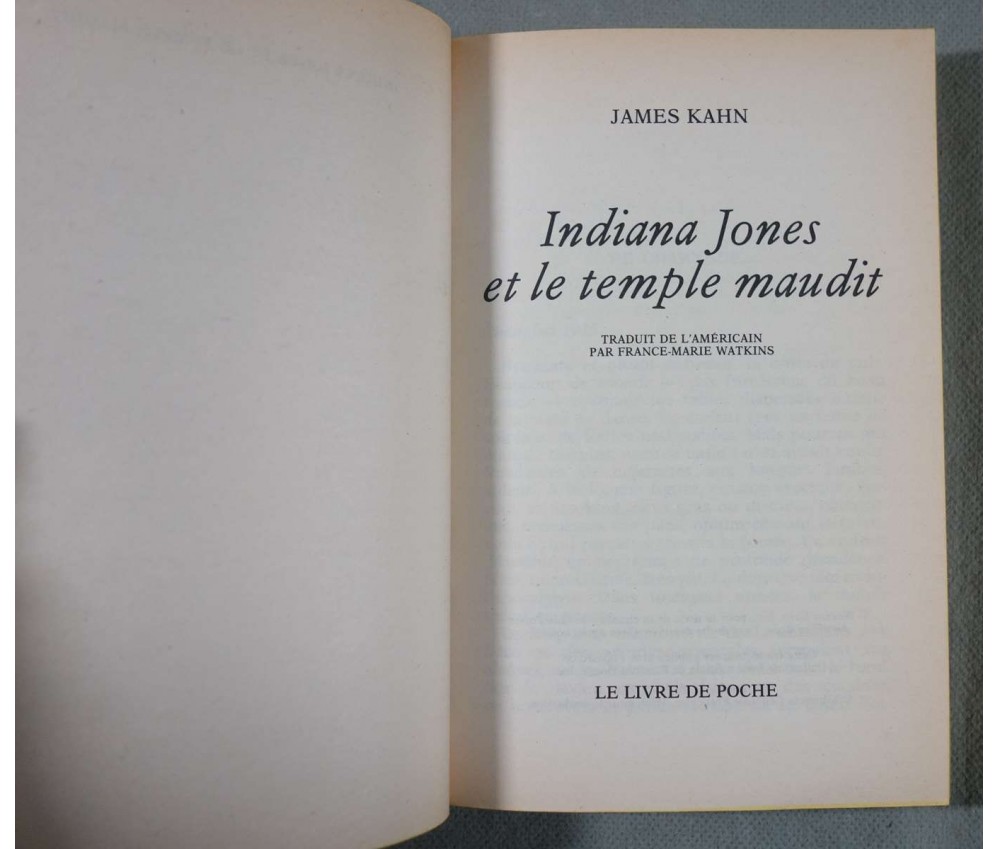 JAMES KAHN
Indiana Jones
et le temple maudit
TRADUIT DE L'AMÉRICAIN
PAR FRANCE-MARIE WATKINS
LE LIVRE DE POCHE